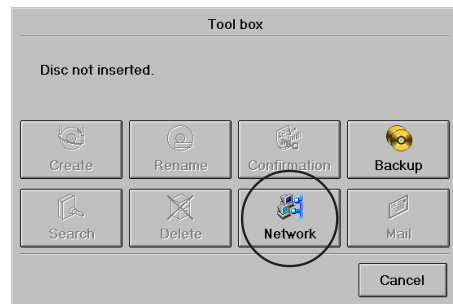 Tool box
Disc not inserted.
Create Rename Confirmation Backup
Search Delete Network Mail
Cancel